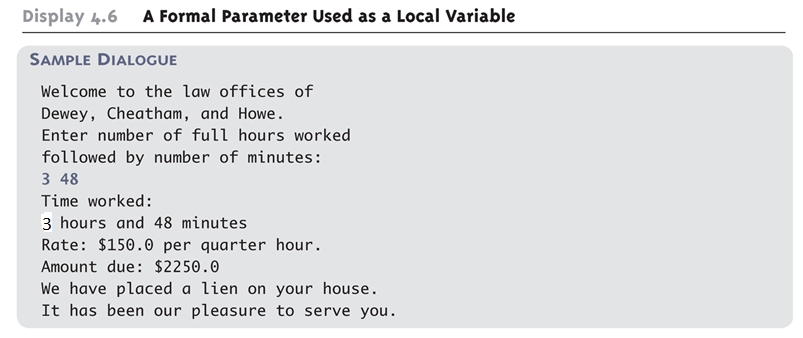 Display 4.6 A Formal Parameter Used as a Local Variable
SAMPLE DIALOGUE
Welcome to the law offices of
Dewey, Cheatham, and Howe.
Enter number of full hours worked
followed by number of minutes:
3 48
Time worked:
3 hours and 48 minutes
Rate: $150.0 per quarter hour.
Amount due: $2250.0
We have placed a lien on your house.
It has been our pleasure to serve you.